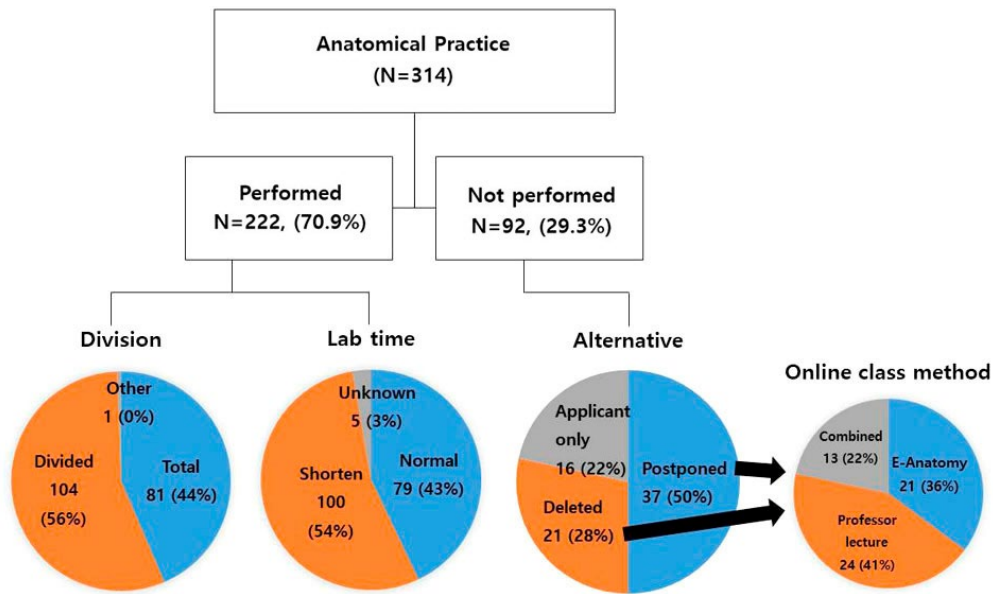 Anatomical Practice
(N=314)
Performed
N=222, (70.9%)
Not performed
N=92, (29.3%)
Division
Other
1 (0%)
Divided
104
(56%)
Total
81 (44%)
Lab time
Unknown
5 (3%)
Shorten
100
(54%)
Normal
79 (43%)
Alternative
Applicant
only
16 (22%)
Postponed
37 (50%)
Deleted
21 (28%)
Online class method
Combined
13 (22%)
E-Anatomy
21 (36%)
Professor
lecture
24 (41%)